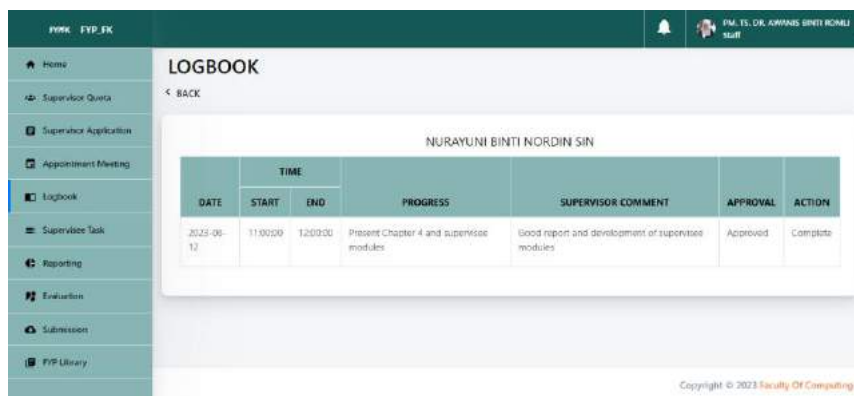 FYP_FK
PM. TS. DR. AWANIS BINTI ROMLI
Staff
Home
Supervisor Quota
Supervisor Application
Appointment Meeting
Logbook
Supervisee Task
Reporting
Evaluation
Submission
FYP Library
LOGBOOK
< BACK
NURAYUNI BINTI NORDIN SIN
TIME
DATE START END PROGRESS SUPERVISOR COMMENT APPROVAL ACTION
2023-06- 11:00:00 12:00:00 Present Chapter 4 and supervisee Good report and development of supervisee Approved Complete
12 modules modules
Copyright © 2023 Faculty Of Computing